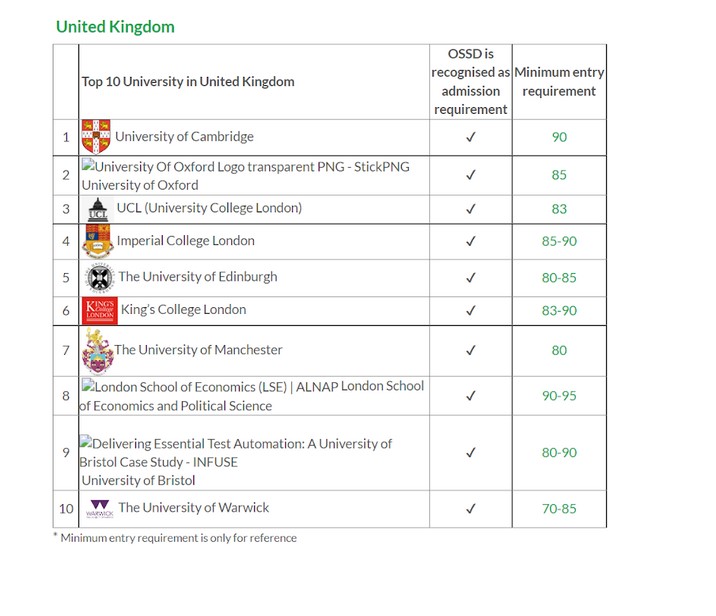 United Kingdom
Top 10 University in United Kingdom
OSSD is
recognised as
admission
requirement
Minimum entry
requirement
1 University of Cambridge ✓ 90
2 University Of Oxford Logo transparent PNG - StickPNG
University of Oxford ✓ 85
3 UCL UCL (University College London) ✓ 83
4 Imperial College London ✓ 85-90
5 The University of Edinburgh ✓ 80-85
6 KING'S College LONDON King's College London ✓ 83-90
7 The University of Manchester ✓ 80
8 London School of Economics (LSE) | ALNAP London School
of Economics and Political Science ✓ 90-95
9 Delivering Essential Test Automation: A University of
Bristol Case Study - INFUSE
University of Bristol ✓ 80-90
10 WARWICK The University of Warwick ✓ 70-85
* Minimum entry requirement is only for reference